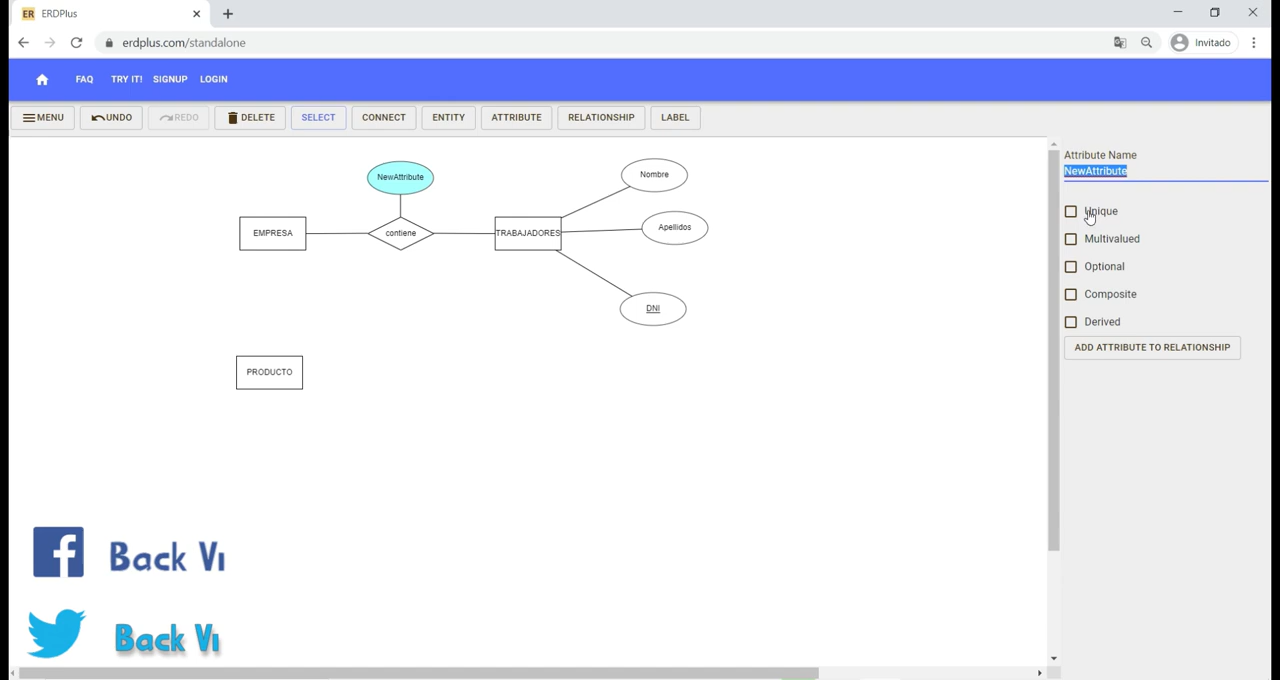 ER ERDPlus
erdplus.com/standalone
Invitado
FAQ TRY IT! SIGNUP LOGIN
MENU UNDO REDO DELETE SELECT CONNECT ENTITY ATTRIBUTE RELATIONSHIP LABEL
Attribute Name
NewAttribute
Unique
Multivalued
Optional
Composite
Derived
ADD ATTRIBUTE TO RELATIONSHIP
NewAttribute
Nombre
EMPRESA
contiene
TRABAJADORES
Apellidos
DNI
PRODUCTO
Back Vi
Back Vi